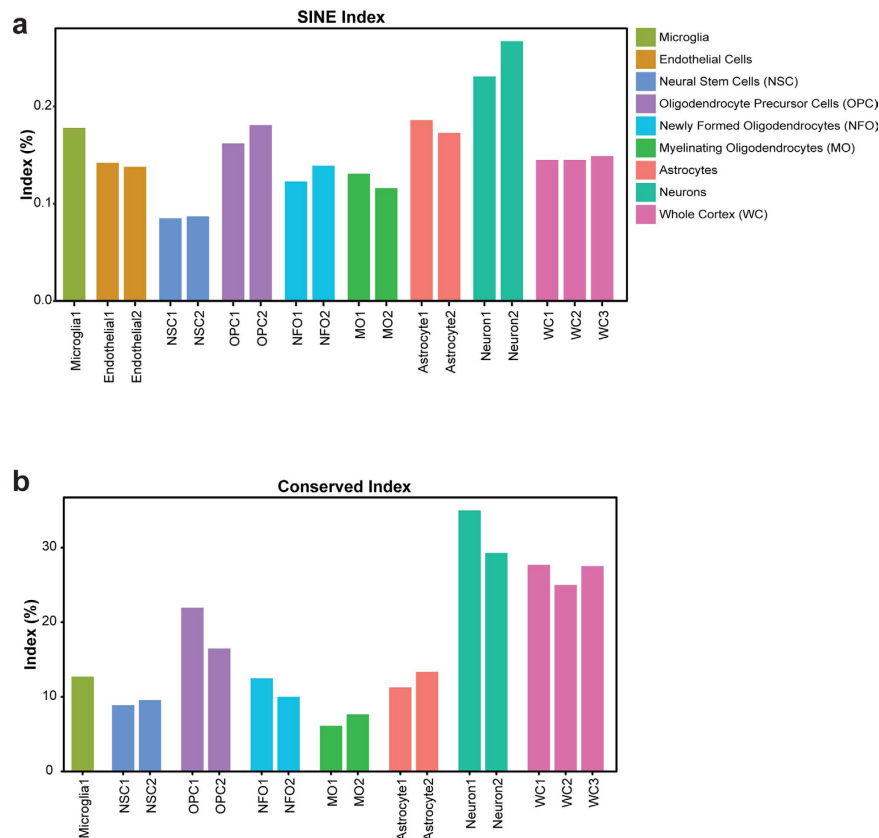 a
SINE Index
Index (%)
0.2
0.1
0.0
Microglia1
Endothelial1
Endothelial2
NSC1
NSC2
OPC1
OPC2
NFO1
NFO2
MO1
MO2
Astrocyte1
Astrocyte2
Neuron1
Neuron2
WC1
WC2
WC3
Microglia
Endothelial Cells
Neural Stem Cells (NSC)
Oligodendrocyte Precursor Cells (OPC)
Newly Formed Oligodendrocytes (NFO)
Myelinating Oligodendrocytes (MO)
Astrocytes
Neurons
Whole Cortex (WC)
b
Conserved Index
Index (%)
30
20
10
0
Microglia1
NSC1
NSC2
OPC1
OPC2
NFO1
NFO2
MO1
MO2
Astrocyte1
Astrocyte2
Neuron1
Neuron2
WC1
WC2
WC3